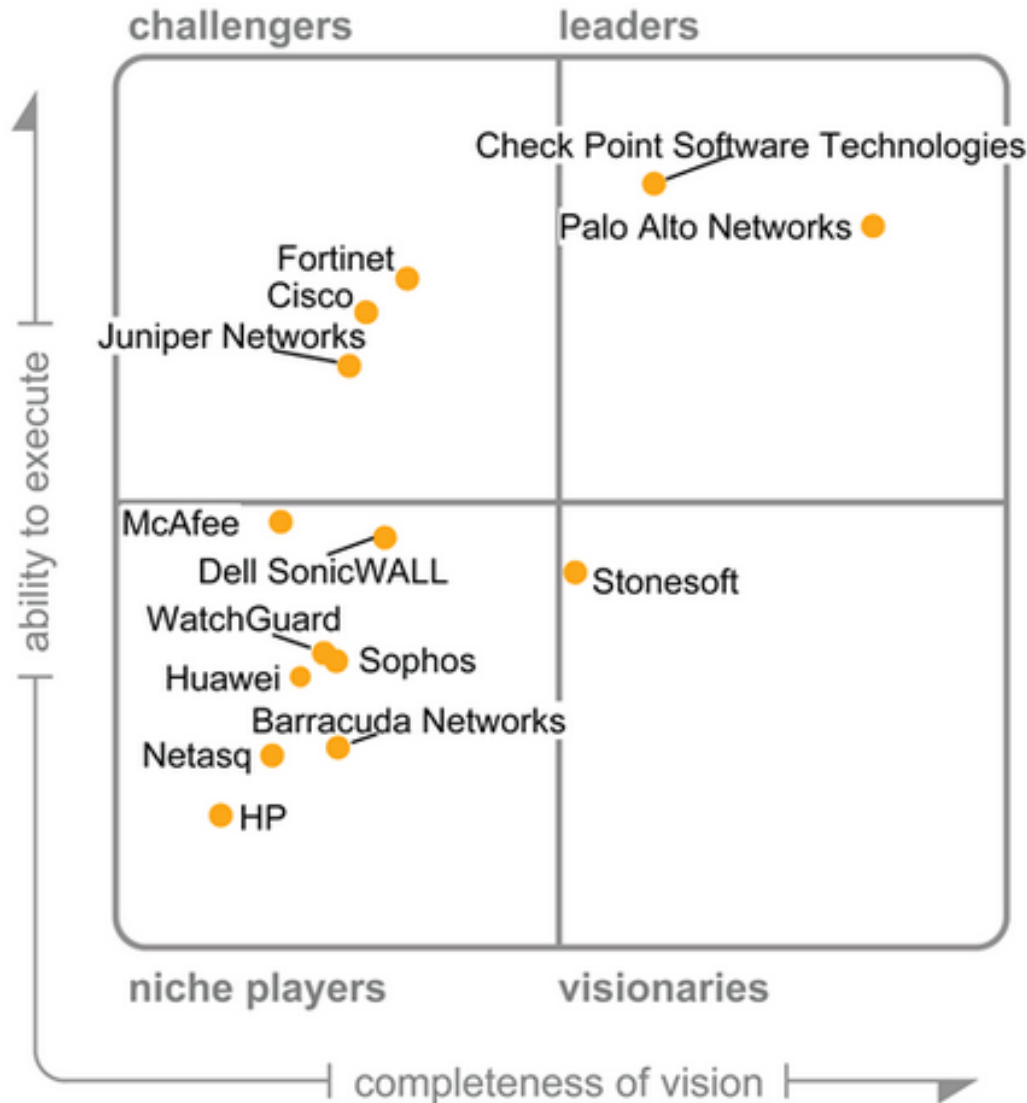 challengers
leaders
Check Point Software Technologies
Palo Alto Networks
Fortinet
Cisco
Juniper Networks
ability to execute
McAfee
Dell SonicWALL
Stonesoft
WatchGuard
Sophos
Huawei
Barracuda Networks
Netasq
HP
niche players
visionaries
completeness of vision